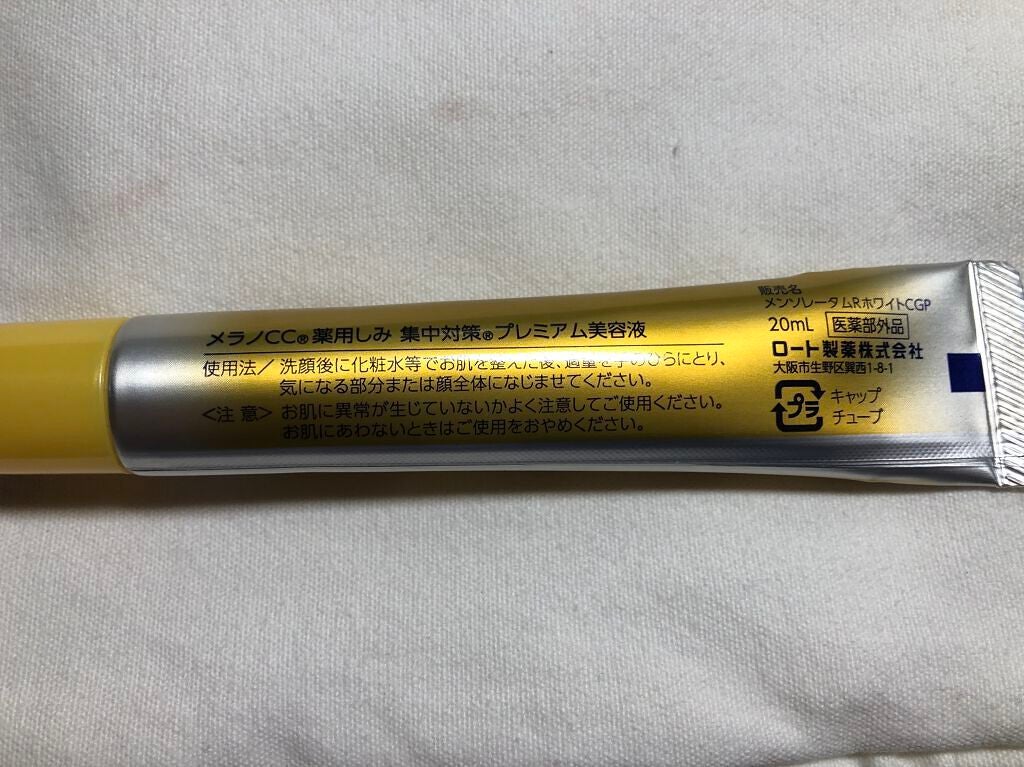 メラノCC®薬用しみ 集中対策®プレミアム美容液
使用法/洗顔後に化粧水等でお肌を整えた後、適量を手のひらにとり、
気になる部分または顔全体になじませてください。
<注 意>お肌に異常が生じていないかよく注意してご使用ください。
お肌にあわないときはご使用をおやめください。
販売名
メンソレータムRホワイトCGP
20mL 医薬部外品
ロート製薬株式会社
大阪市生野区巽西1-8-1
プラ キャップ
チューブ